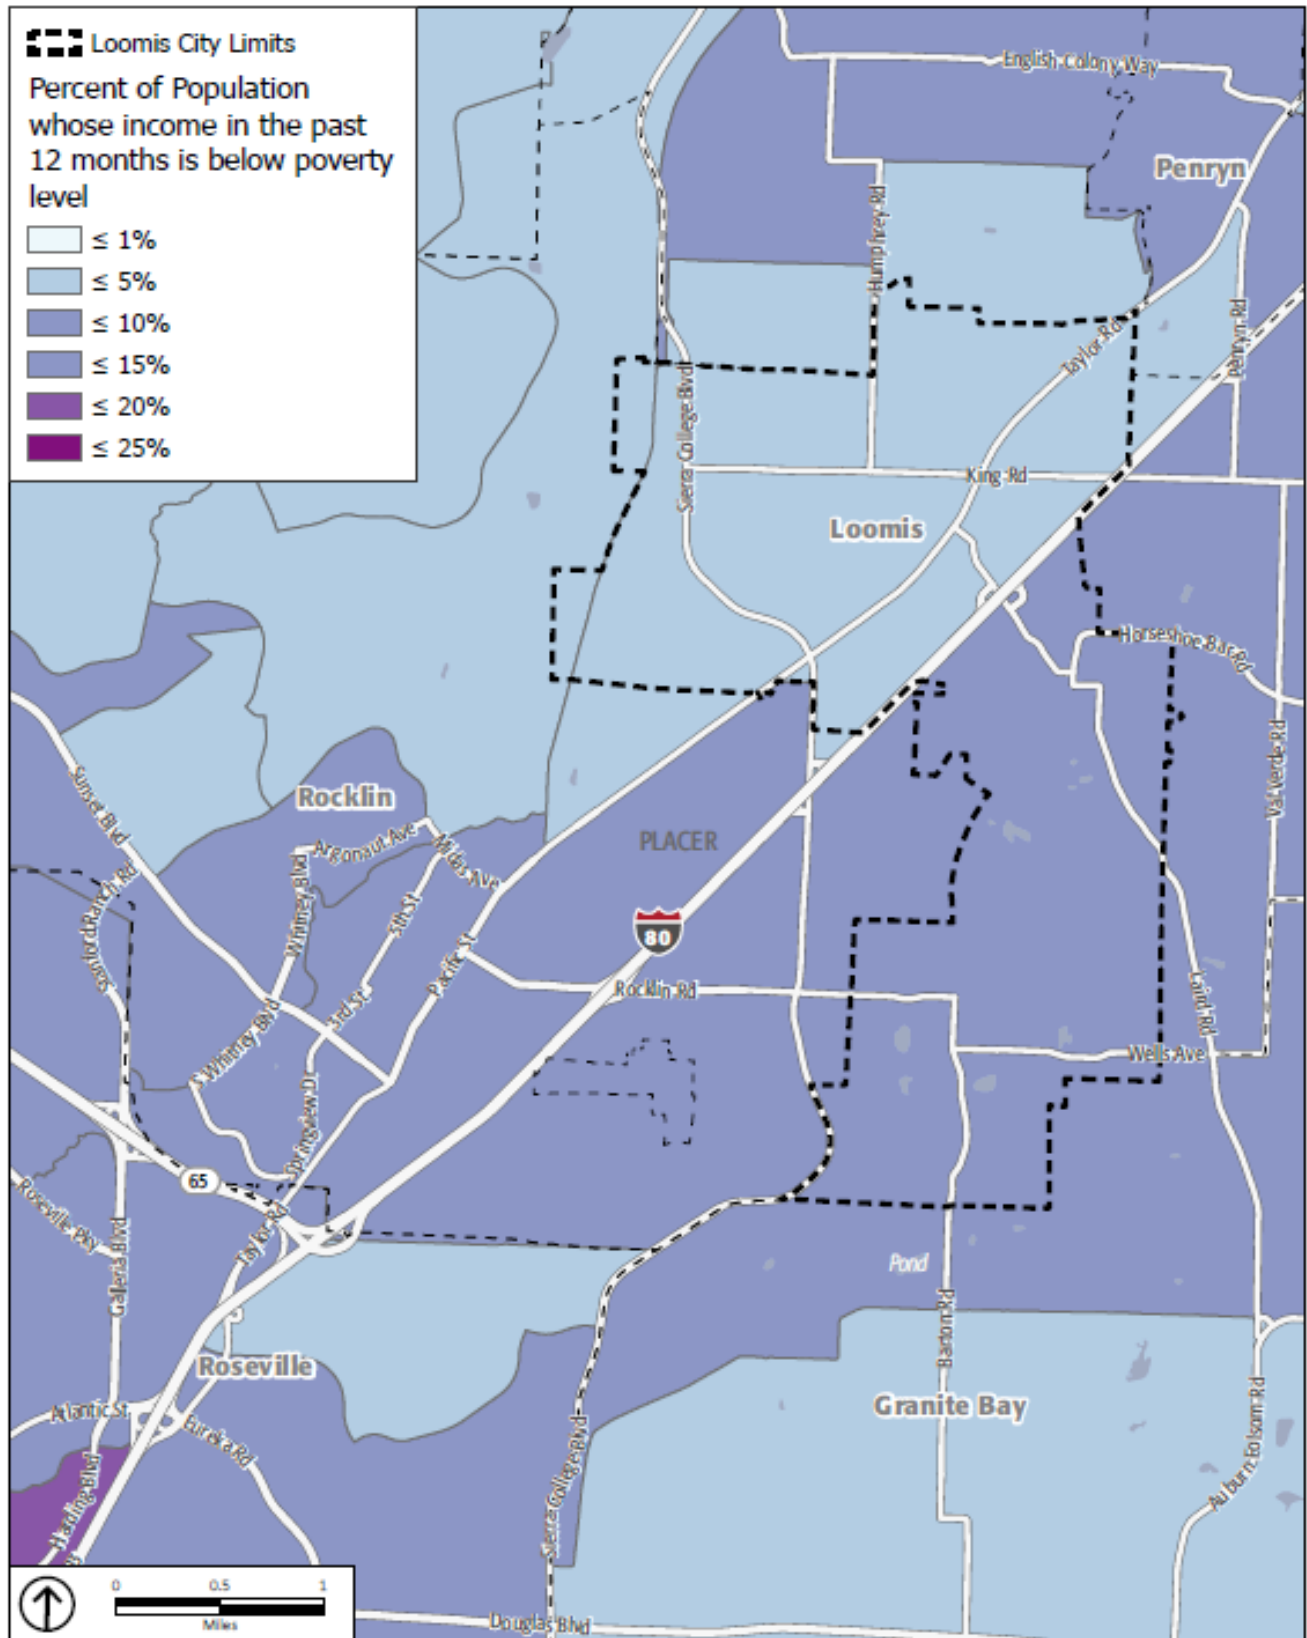 Loomis City Limits
Percent of Population
whose income in the past
12 months is below poverty
level
≤ 1%
≤ 5%
≤ 10%
≤ 15%
≤ 20%
≤ 25%
English Colony Way
Penryn
Humphrey Rd
Taylor Rd
Penryn Rd
Sierra College Blvd
King Rd
Loomis
Horseshoe Bar Rd
Val Verde Rd
Sunset Blvd
Rocklin
Argonaut Ave
Midas Ave
PLACER
Whitney Blvd
5th St
Pacific St
80
Rocklin Rd
3rd St
S Whitney Blvd
Laird Rd
Wells Ave
Springview Dr
65
Roseville Pky
Galleria Blvd
Taylor Rd
Pond
Barton Rd
Roseville
Granite Bay
Atlantic St
Eureka Rd
Harding Blvd
Sierra College Blvd
Auburn Folsom Rd
0 0.5 1
Miles
Douglas Blvd